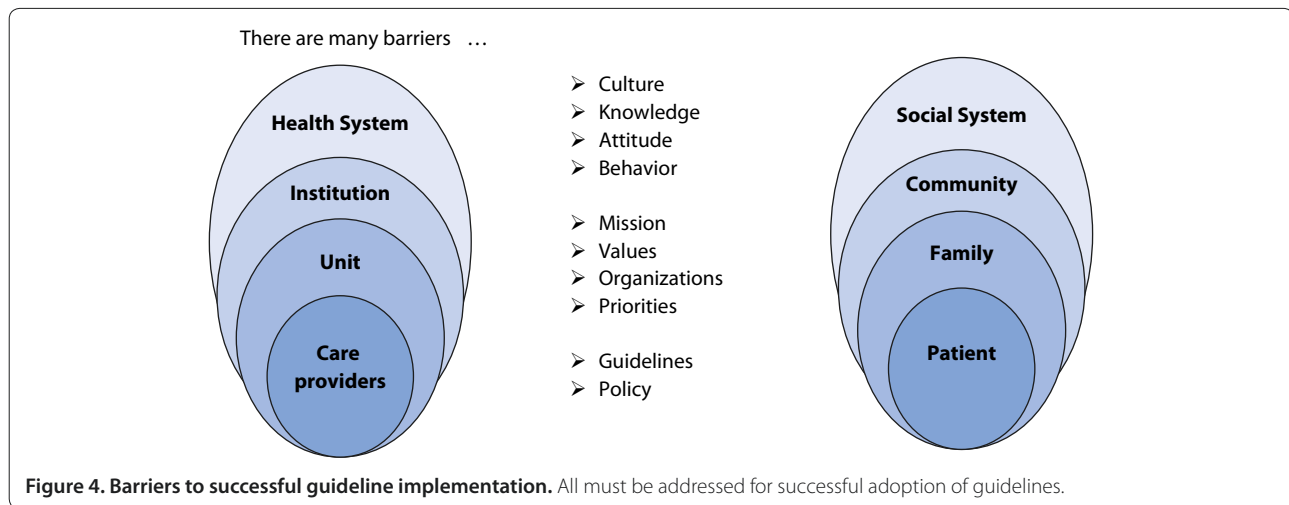 There are many barriers ...
Health System
Institution
Unit
Care
providers
➢ Culture
➢ Knowledge
➢ Attitude
➢ Behavior
➢ Mission
➢ Values
➢ Organizations
➢ Priorities
➢ Guidelines
➢ Policy
Social System
Community
Family
Patient
Figure 4. Barriers to successful guideline implementation. All must be addressed for successful adoption of guidelines.